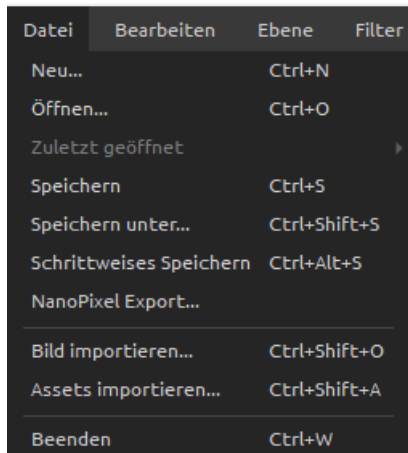 Datei Bearbeiten Ebene Filter
Neu... Ctrl+N
Öffnen... Ctrl+O
Zuletzt geöffnet
Speichern Ctrl+S
Speichern unter... Ctrl+Shift+S
Schrittweises Speichern Ctrl+Alt+S
NanoPixel Export...
Bild importieren... Ctrl+Shift+O
Assets importieren... Ctrl+Shift+A
Beenden Ctrl+W